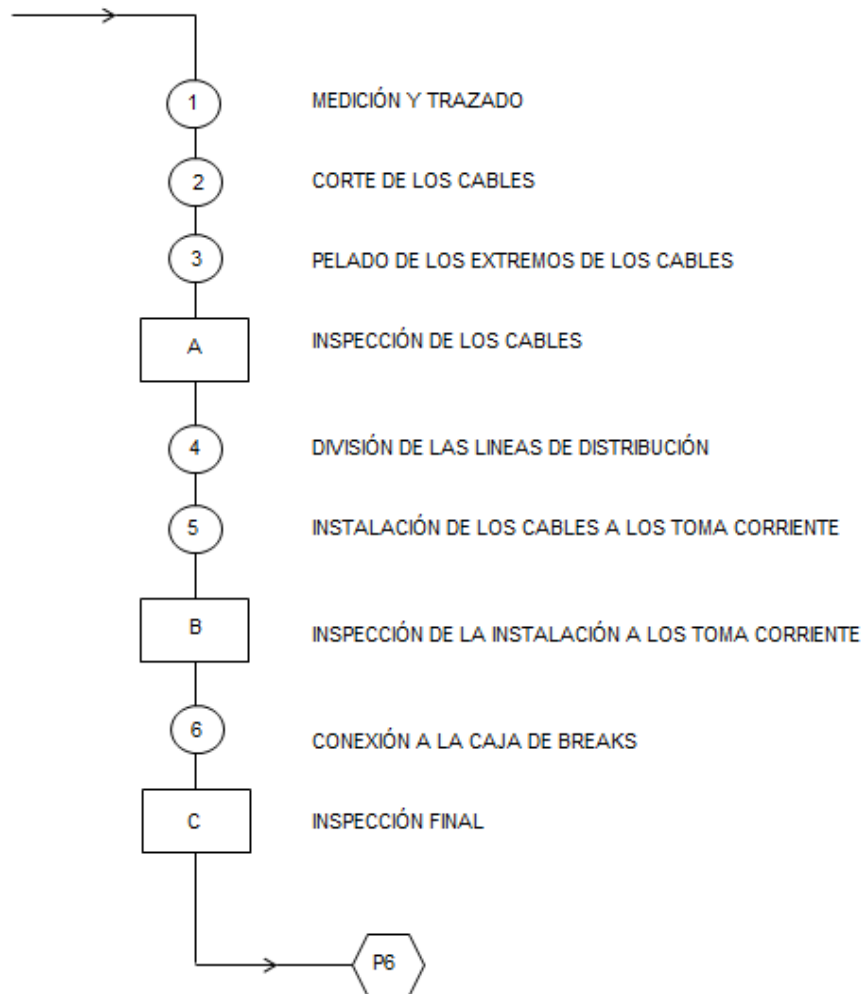 1 MEDICIÓN Y TRAZADO
2 CORTE DE LOS CABLES
3 PELADO DE LOS EXTREMOS DE LOS CABLES
A INSPECCIÓN DE LOS CABLES
4 DIVISIÓN DE LAS LINEAS DE DISTRIBUCIÓN
5 INSTALACIÓN DE LOS CABLES A LOS TOMA CORRIENTE
B INSPECCIÓN DE LA INSTALACIÓN A LOS TOMA CORRIENTE
6 CONEXIÓN A LA CAJA DE BREAKS
C INSPECCIÓN FINAL
P6